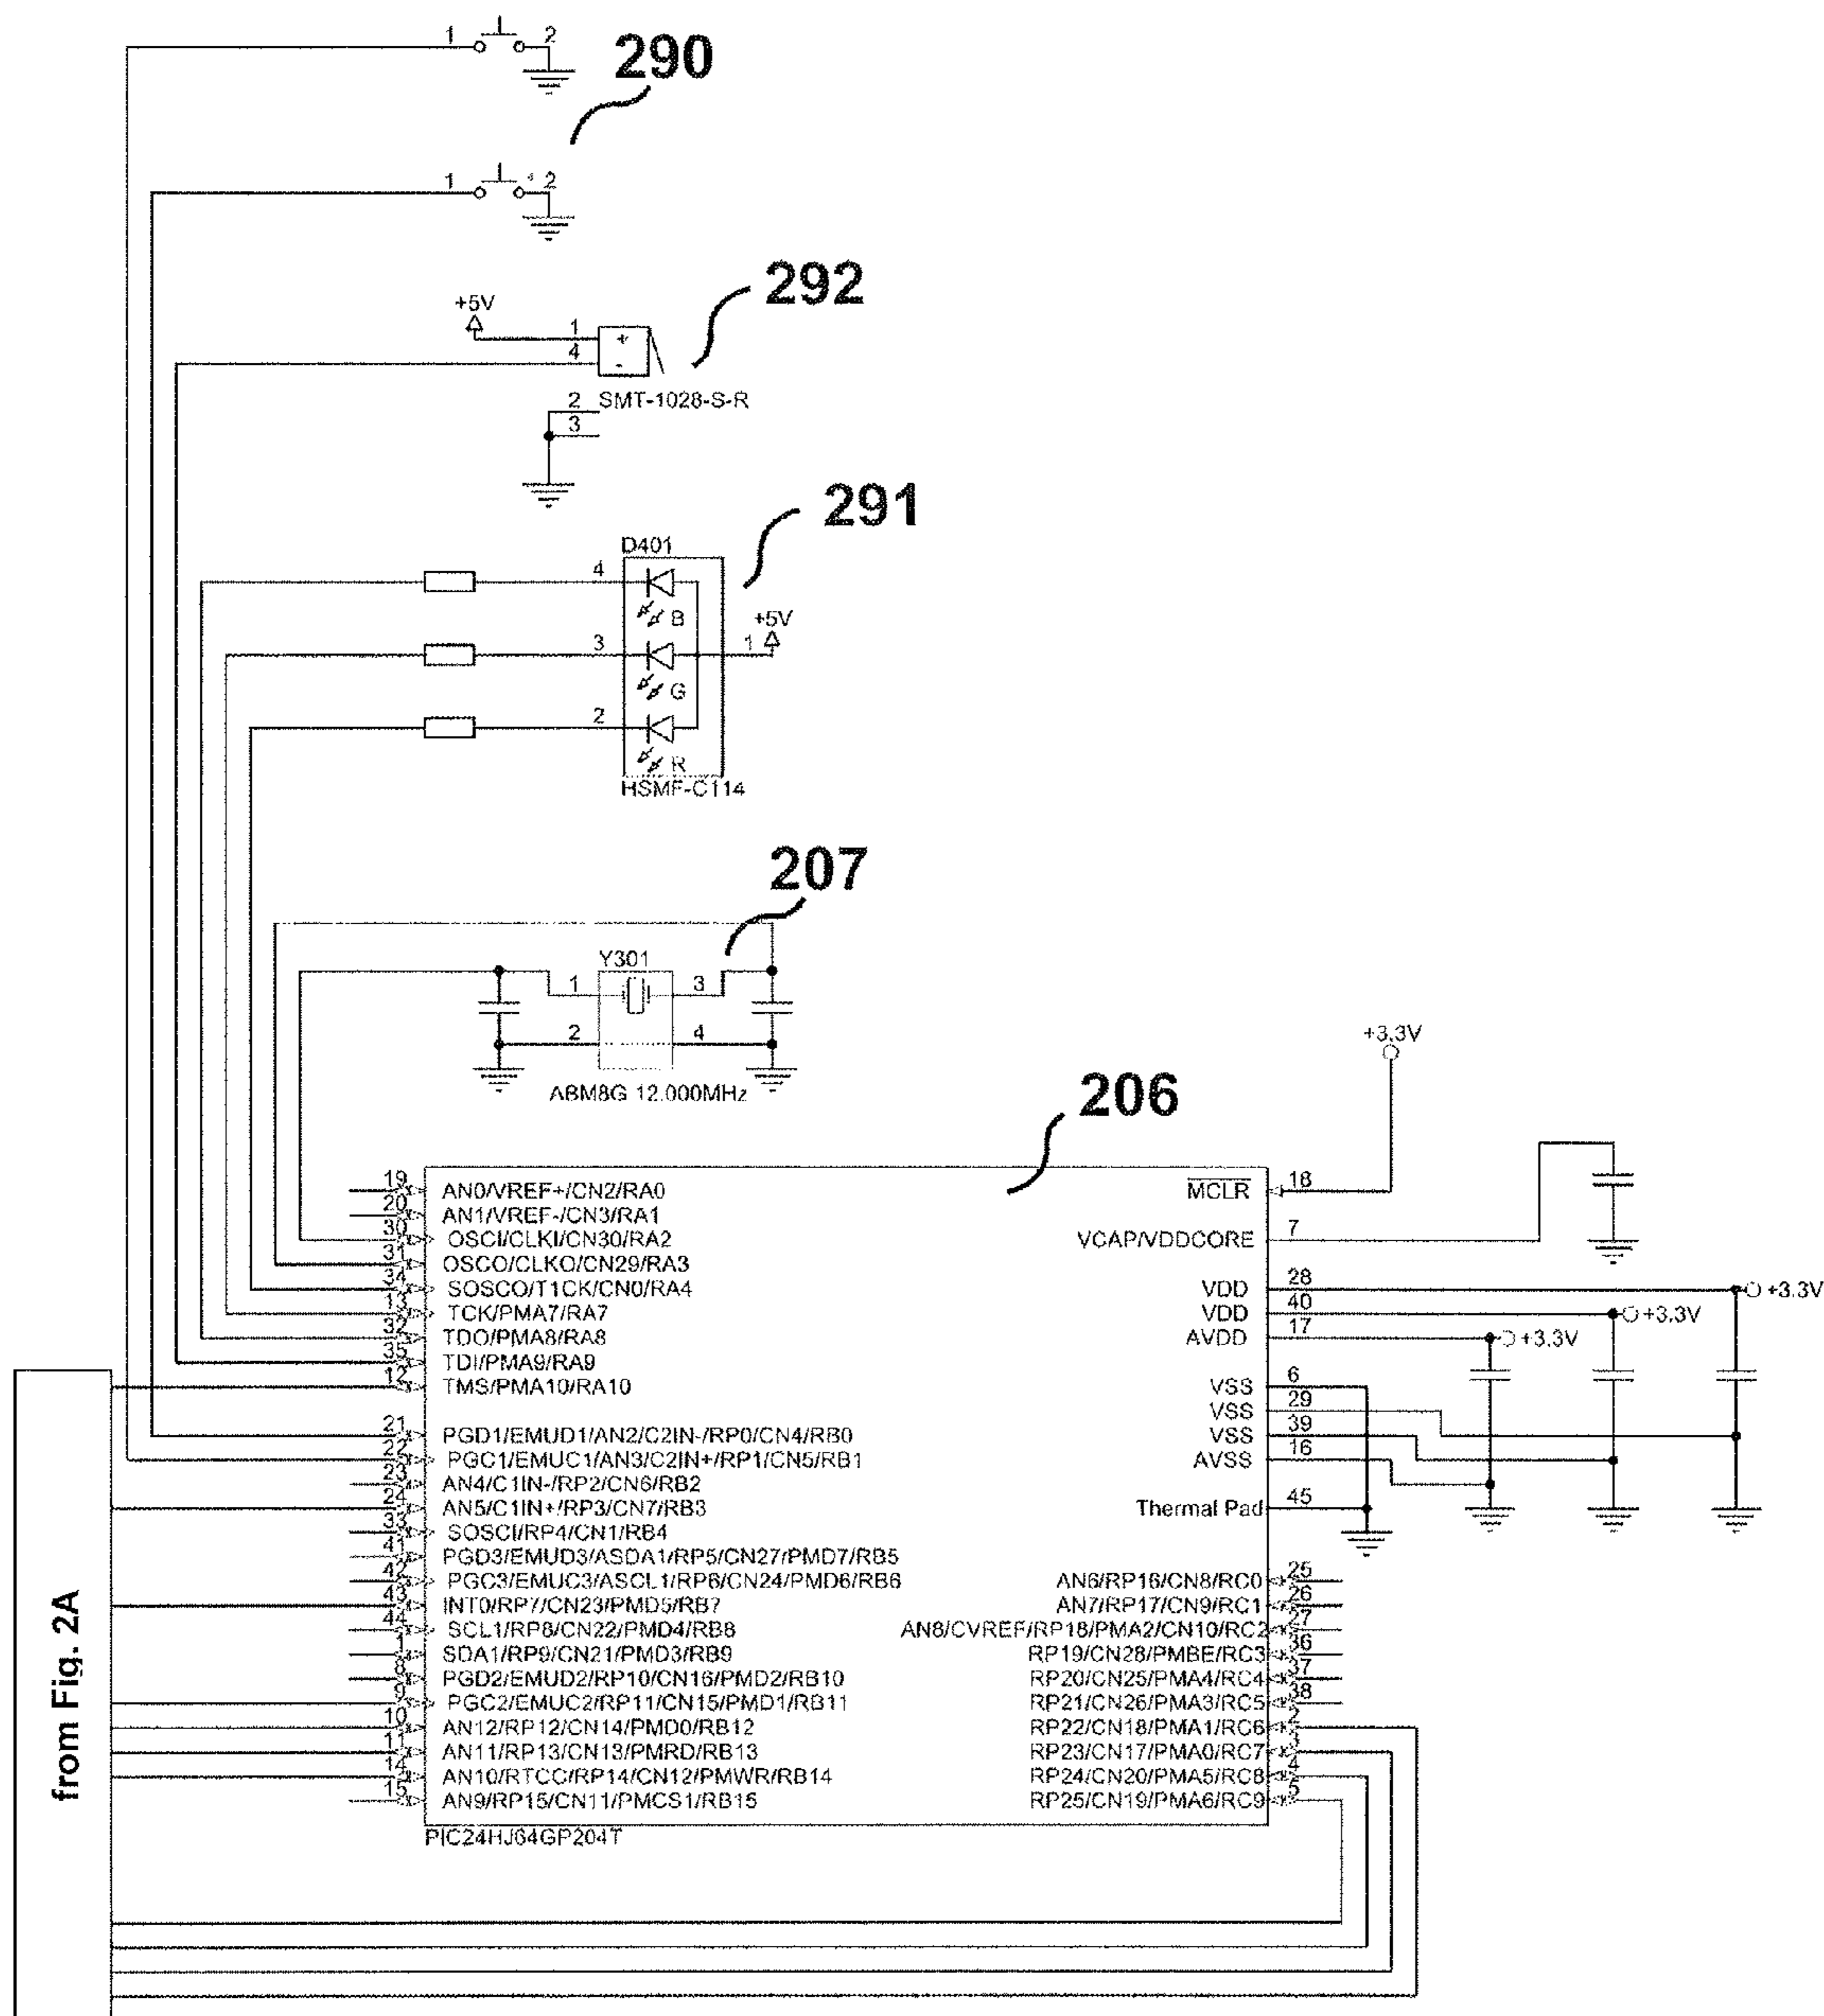 1 2
290
1 2
292
+5V
1
+
4
-
2 SMT-1028-S-R
3
291
D401
4
B
+5V
3
1
G
2
R
HSMF-C114
207
Y301
1 3
2 4
ABM8G 12.000MHz
+3.3V
206
19 AN0/VREF+/CN2/RA0
20 AN1/VREF-/CN3/RA1
30 OSCI/CLKI/CN30/RA2
31 OSCO/CLKO/CN29/RA3
34 SOSCO/T1CK/CN0/RA4
13 TCK/PMA7/RA7
32 TDO/PMA8/RA8
35 TDI/PMA9/RA9
12 TMS/PMA10/RA10
21 PGD1/EMUD1/AN2/C2IN-/RP0/CN4/RB0
22 PGC1/EMUC1/AN3/C2IN+/RP1/CN5/RB1
23 AN4/C1IN-/RP2/CN6/RB2
24 AN5/C1IN+/RP3/CN7/RB3
33 SOSCI/RP4/CN1/RB4
41 PGD3/EMUD3/ASDA1/RP5/CN27/PMD7/RB5
42 PGC3/EMUC3/ASCL1/RP6/CN24/PMD6/RB6
43 INT0/RP7/CN23/PMD5/RB7
44 SCL1/RP8/CN22/PMD4/RB8
1 SDA1/RP9/CN21/PMD3/RB9
8 PGD2/EMUD2/RP10/CN16/PMD2/RB10
9 PGC2/EMUC2/RP11/CN15/PMD1/RB11
10 AN12/RP12/CN14/PMD0/RB12
11 AN11/RP13/CN13/PMRD/RB13
14 AN10/RTCC/RP14/CN12/PMWR/RB14
15 AN9/RP15/CN11/PMCS1/RB15
MCLR 18
VCAP/VDDCORE 7
VDD 28 +3.3V
VDD 40 +3.3V
AVDD 17 +3.3V
VSS 6
VSS 29
VSS 39
AVSS 16
Thermal Pad 45
AN6/RP16/CN8/RC0 25
AN7/RP17/CN9/RC1 26
AN8/CVREF/RP18/PMA2/CN10/RC2 27
RP19/CN28/PMBE/RC3 36
RP20/CN25/PMA4/RC4 37
RP21/CN26/PMA3/RC5 38
RP22/CN18/PMA1/RC6 2
RP23/CN17/PMA0/RC7 3
RP24/CN20/PMA5/RC8 4
RP25/CN19/PMA6/RC9 5
PIC24HJ64GP204T
from Fig. 2A